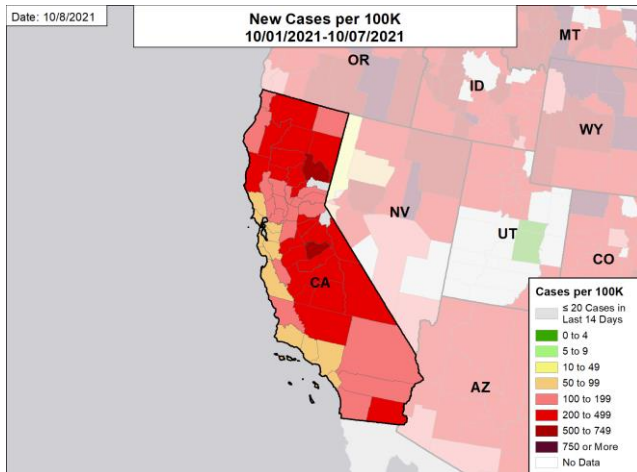 Date: 10/8/2021
New Cases per 100K
10/01/2021-10/07/2021
MT
OR
ID
WY
NV
UT
CO
CA
AZ
Cases per 100K
≤ 20 Cases in
Last 14 Days
0 to 4
5 to 9
10 to 49
50 to 99
100 to 199
200 to 499
500 to 749
750 or More
No Data